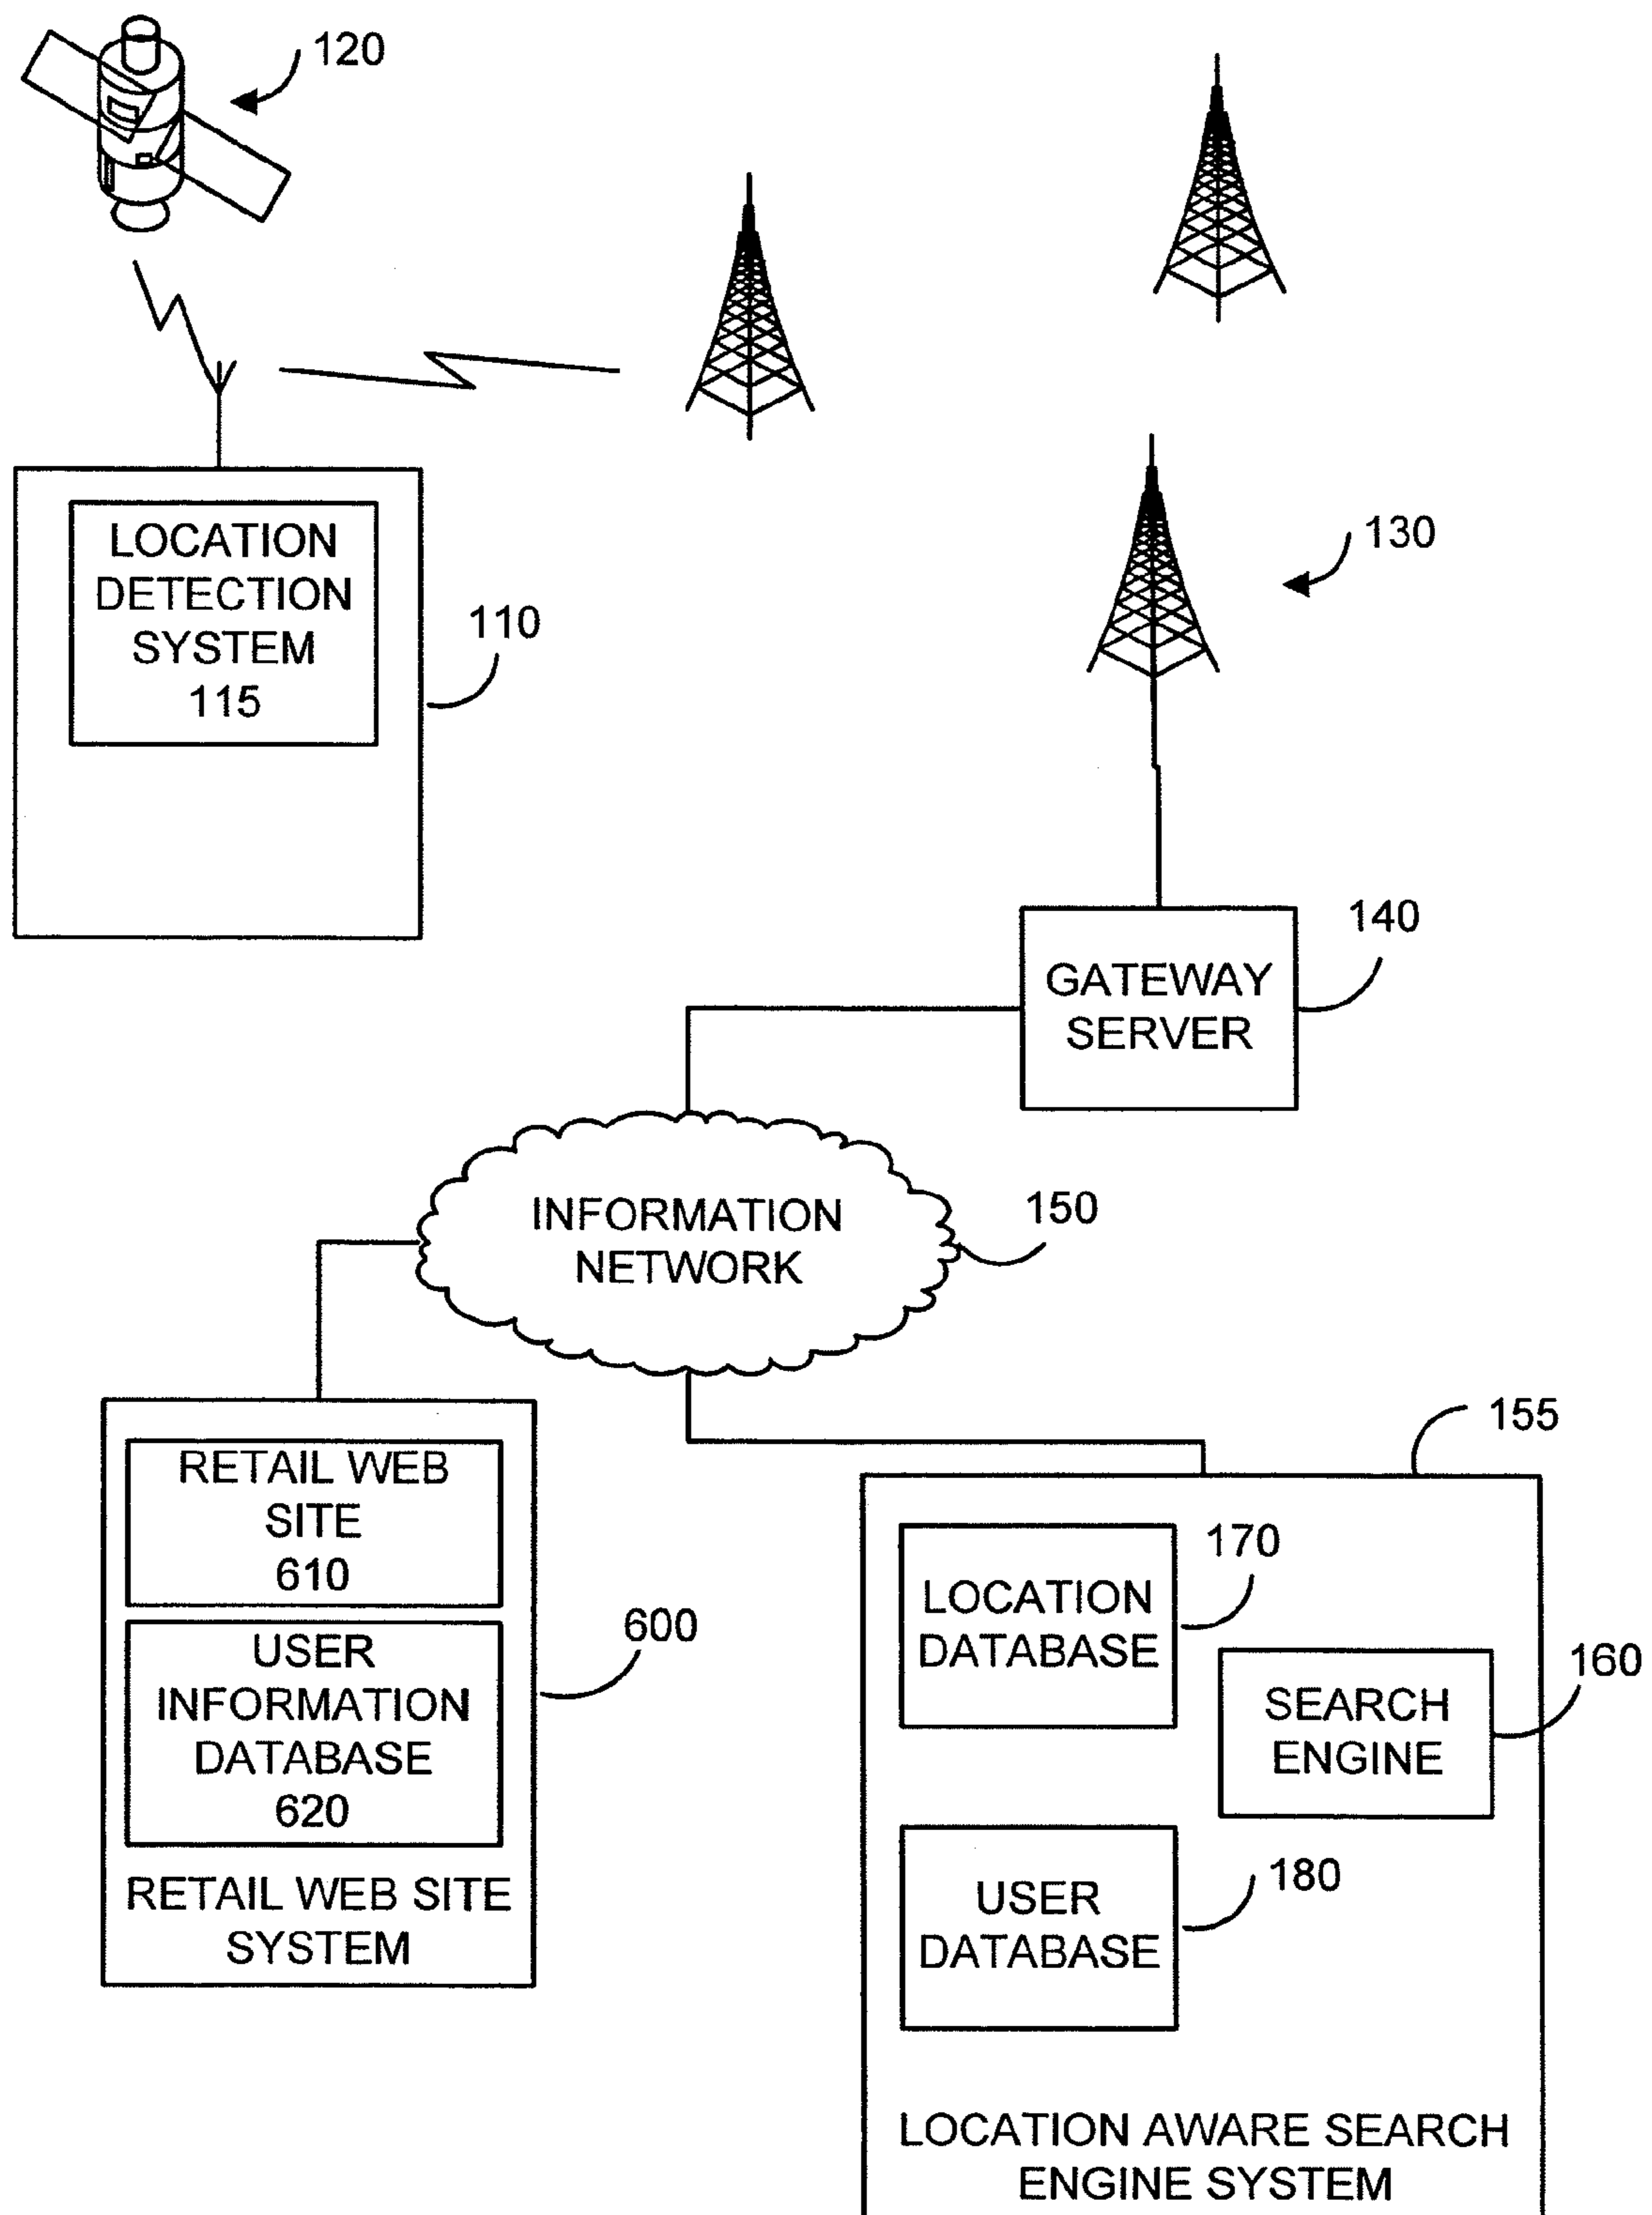 120
LOCATION
DETECTION
SYSTEM
115
110
130
140
GATEWAY
SERVER
INFORMATION
NETWORK
150
RETAIL WEB
SITE
610
USER
INFORMATION
DATABASE
620
RETAIL WEB SITE
SYSTEM
600
155
LOCATION
DATABASE
170
SEARCH
ENGINE
160
USER
DATABASE
180
LOCATION AWARE SEARCH
ENGINE SYSTEM